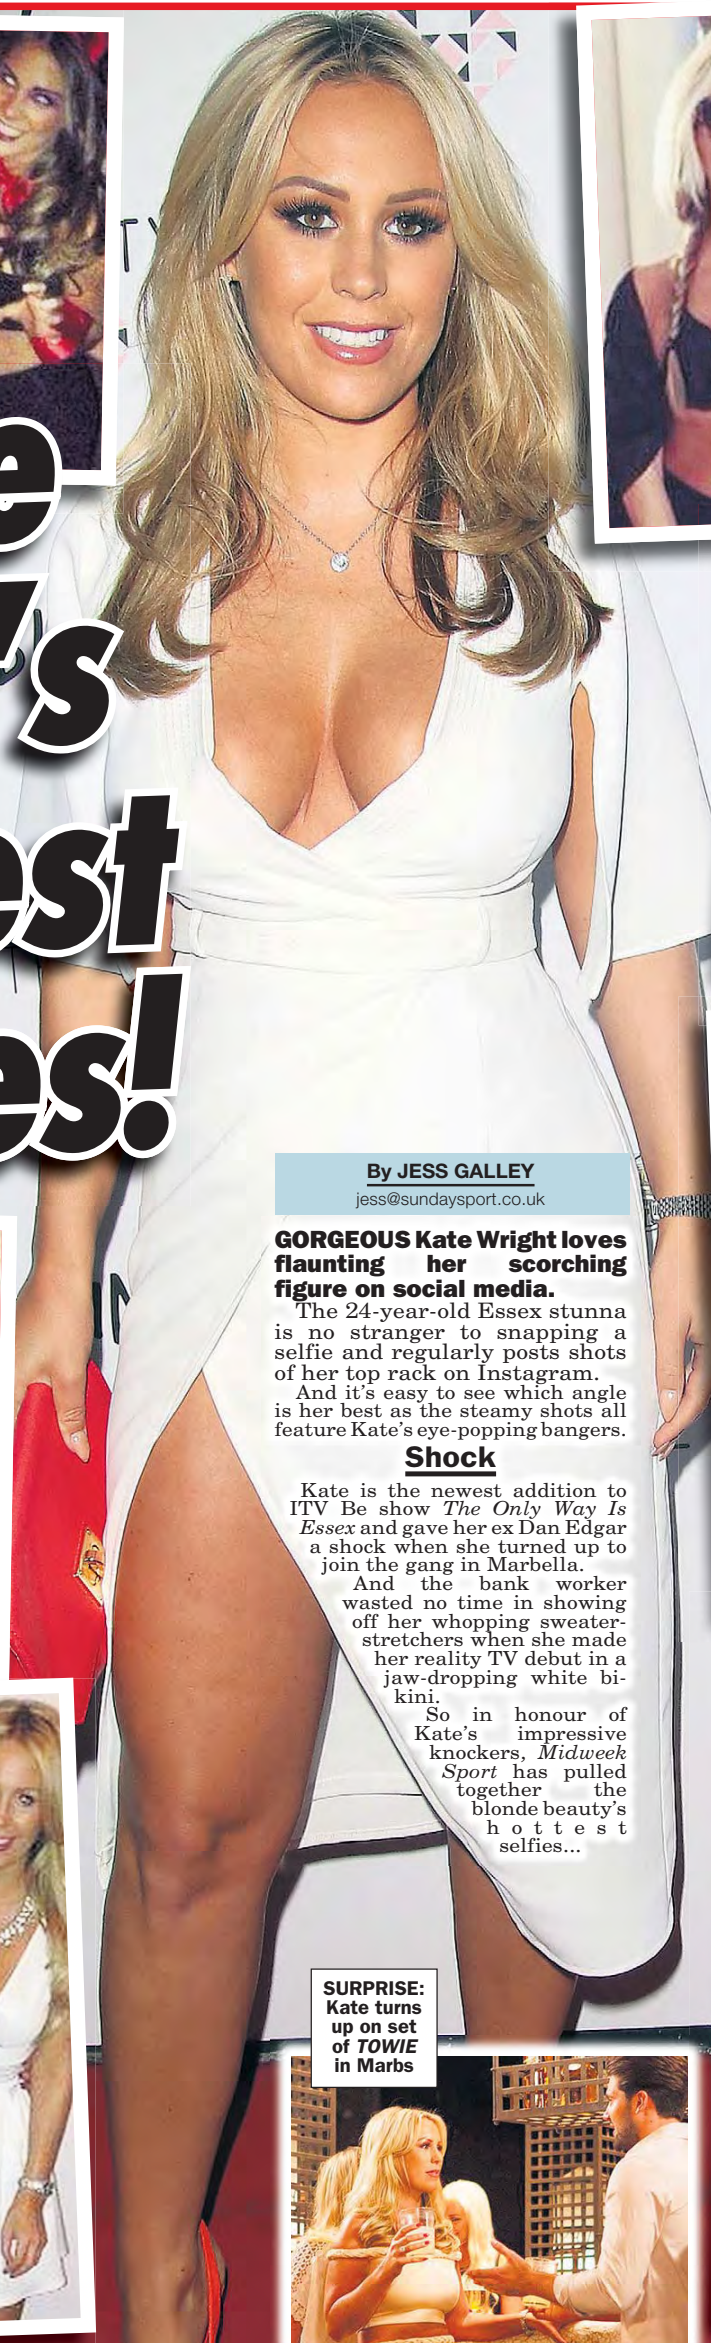 e
's
est
es!
By JESS GALLEY
jess@sundaysport.co.uk
GORGEOUS Kate Wright loves
flaunting her scorching
figure on social media.
The 24-year-old Essex stunna
is no stranger to snapping a
selfie and regularly posts shots
of her top rack on Instagram.
And it's easy to see which angle
is her best as the steamy shots all
feature Kate's eye-popping bangers.
Shock
Kate is the newest addition to
ITV Be show The Only Way Is
Essex and gave her ex Dan Edgar
a shock when she turned up to
join the gang in Marbella.
And the bank worker
wasted no time in showing
off her whopping sweater-
stretchers when she made
her reality TV debut in a
jaw-dropping white bi-
kini.
So in honour of
Kate's impressive
knockers, Midweek
Sport has pulled
together the
blonde beauty's
hottest
selfies...
SURPRISE:
Kate turns
up on set
of TOWIE
in Marbs